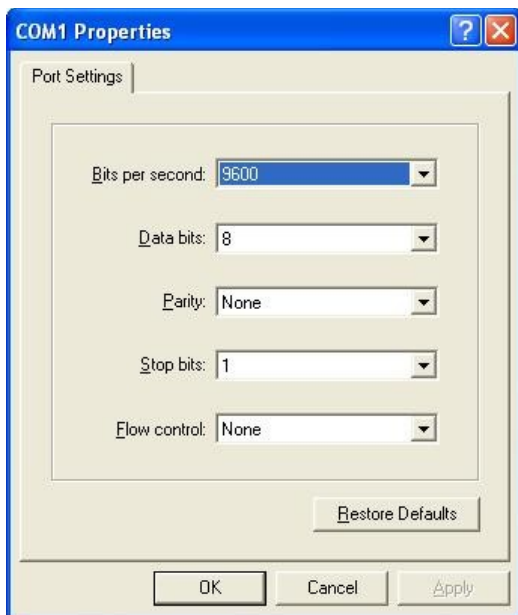 COM1 Properties
Port Settings
Bits per second: 9600
Data bits: 8
Parity: None
Stop bits: 1
Flow control: None
Restore Defaults
OK Cancel Apply